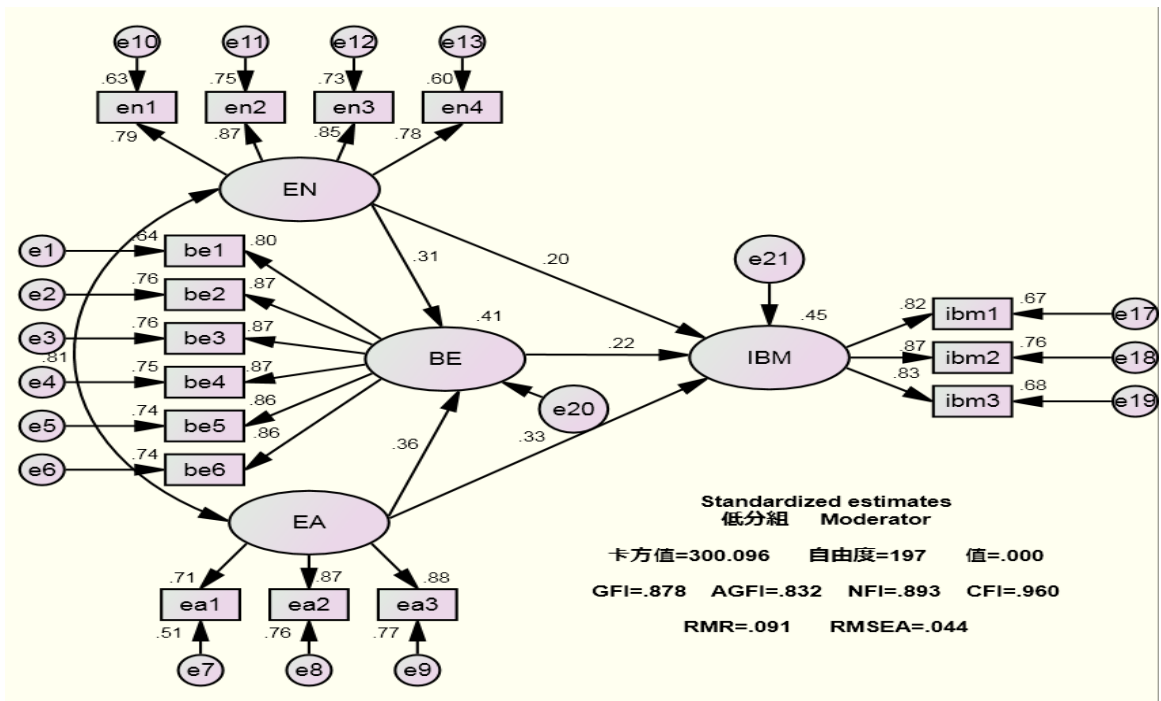 e10 e11 e12 e13
.63 .75 .73 .60
en1 en2 en3 en4
.79 .87 .85 .78
EN
e1 .64 be1 .80
e2 .76 be2 .87
e3 .76 be3 .87
.81
e4 .75 be4 .87
e5 .74 be5 .86
e6 .74 be6 .86
.31 .20
.41
BE
.22
e20
.36 .33
e21
.45
IBM
.82 ibm1 .67 e17
.87 ibm2 .76 e18
.83 ibm3 .68 e19
EA
.71 .87 .88
ea1 ea2 ea3
.51 .76 .77
e7 e8 e9
Standardized estimates
低分組 Moderator
卡方值=300.096 自由度=197 值=.000
GFI=.878 AGFI=.832 NFI=.893 CFI=.960
RMR=.091 RMSEA=.044